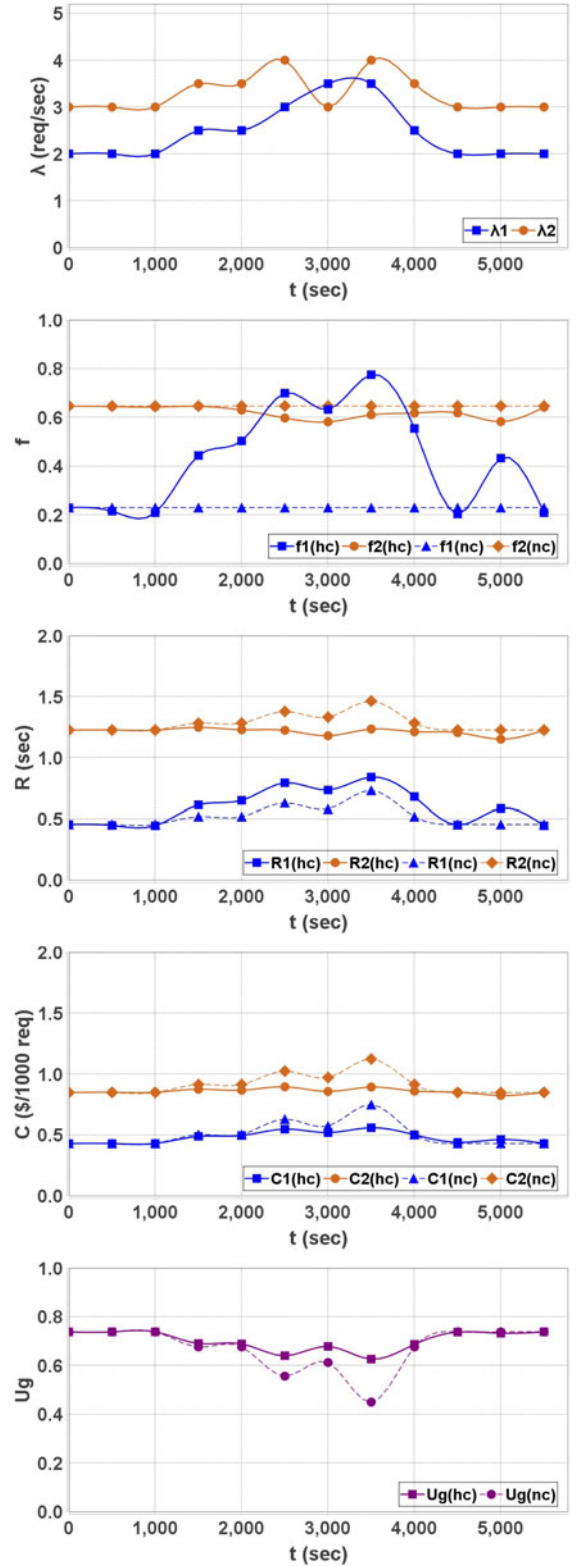 5
4
3
2
1
0
λ (req/sec)
λ1 λ2
0 1,000 2,000 3,000 4,000 5,000
t (sec)
1.0
0.8
0.6
0.4
0.2
0.0
f
f1(hc) f2(hc) f1(nc) f2(nc)
0 1,000 2,000 3,000 4,000 5,000
t (sec)
2.0
1.5
1.0
0.5
0.0
R (sec)
R1(hc) R2(hc) R1(nc) R2(nc)
0 1,000 2,000 3,000 4,000 5,000
t (sec)
2.0
1.5
1.0
0.5
0.0
C ($/1000 req)
C1(hc) C2(hc) C1(nc) C2(nc)
0 1,000 2,000 3,000 4,000 5,000
t (sec)
1.0
0.8
0.6
0.4
0.2
0.0
Ug
Ug(hc) Ug(nc)
0 1,000 2,000 3,000 4,000 5,000
t (sec)